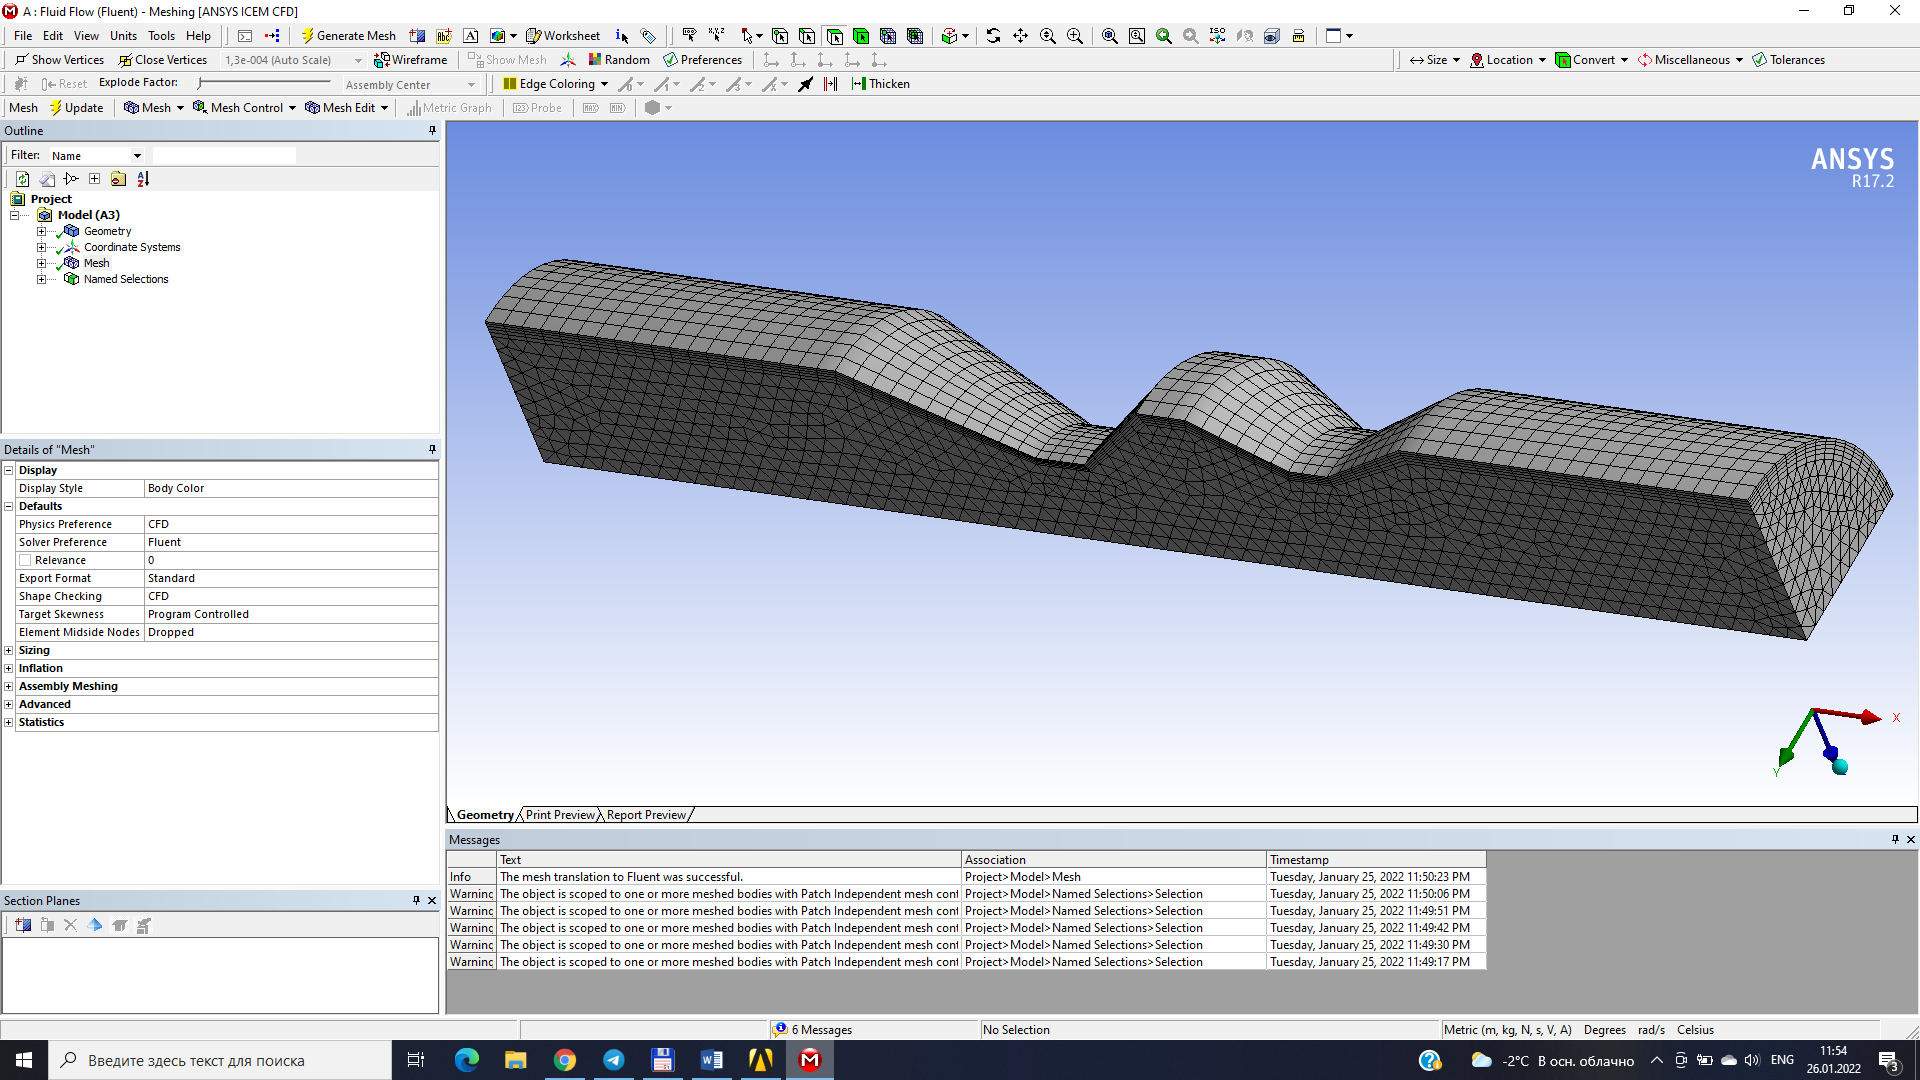 A : Fluid Flow (Fluent) - Meshing [ANSYS ICEM CFD]
File Edit View Units Tools Help Generate Mesh Worksheet
Show Vertices Close Vertices 1,3e-004 (Auto Scale) Wireframe Show Mesh Random Preferences Size Location Convert Miscellaneous Tolerances
Reset Explode Factor: Assembly Center Edge Coloring Thicken
Mesh Update Mesh Mesh Control Mesh Edit Metric Graph Probe
Outline
Filter: Name
Project
Model (A3)
Geometry
Coordinate Systems
Mesh
Named Selections
Details of "Mesh"
Display
Display Style Body Color
Defaults
Physics Preference CFD
Solver Preference Fluent
Relevance 0
Export Format Standard
Shape Checking CFD
Target Skewness Program Controlled
Element Midside Nodes Dropped
Sizing
Inflation
Assembly Meshing
Advanced
Statistics
Section Planes
ANSYS
R17.2
X
Y
Geometry Print Preview Report Preview
Messages
Text Association Timestamp
Info The mesh translation to Fluent was successful. Project>Model>Mesh Tuesday, January 25, 2022 11:50:23 PM
Warning The object is scoped to one or more meshed bodies with Patch Independent mesh cont Project>Model>Named Selections>Selection Tuesday, January 25, 2022 11:50:06 PM
Warning The object is scoped to one or more meshed bodies with Patch Independent mesh cont Project>Model>Named Selections>Selection Tuesday, January 25, 2022 11:49:51 PM
Warning The object is scoped to one or more meshed bodies with Patch Independent mesh cont Project>Model>Named Selections>Selection Tuesday, January 25, 2022 11:49:42 PM
Warning The object is scoped to one or more meshed bodies with Patch Independent mesh cont Project>Model>Named Selections>Selection Tuesday, January 25, 2022 11:49:30 PM
Warning The object is scoped to one or more meshed bodies with Patch Independent mesh cont Project>Model>Named Selections>Selection Tuesday, January 25, 2022 11:49:17 PM
6 Messages No Selection Metric (m, kg, N, s, V, A) Degrees rad/s Celsius
Введите здесь текст для поиска
-2°C В осн. облачно ENG
11:54
26.01.2022
3